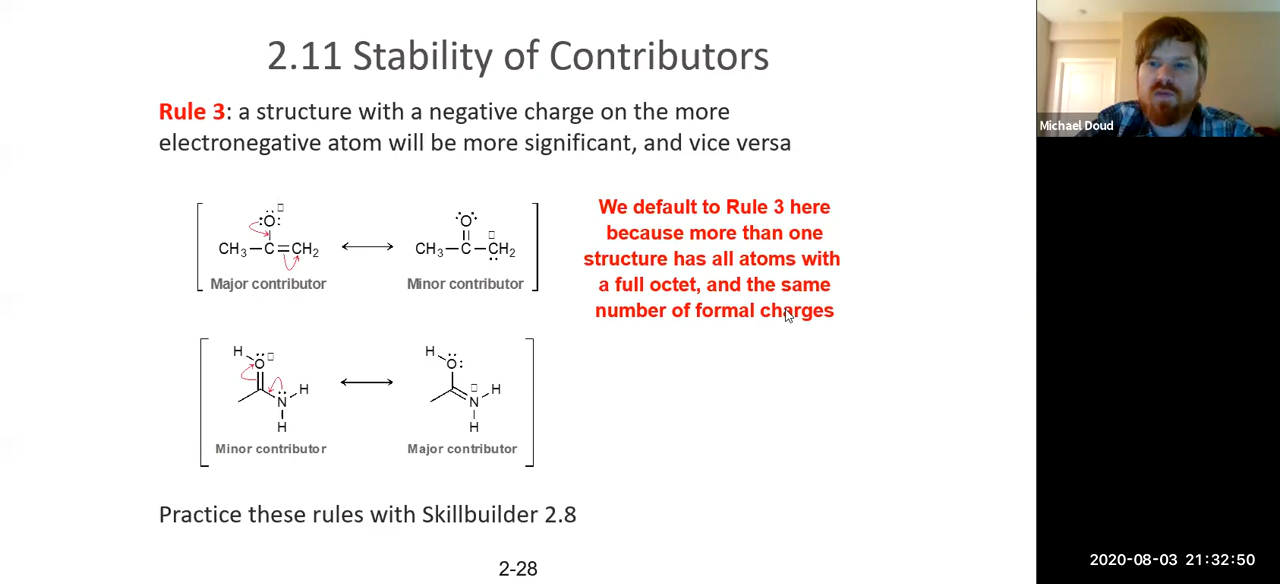 2.11 Stability of Contributors
Rule 3: a structure with a negative charge on the more
electronegative atom will be more significant, and vice versa
:Ö:
CH3—C=CH2
Major contributor
O
CH3—C—CH2
Minor contributor
We default to Rule 3 here
because more than one
structure has all atoms with
a full octet, and the same
number of formal charges
H
O
N
H
H
Minor contributor
H
O:
N
H
H
Major contributor
Practice these rules with Skillbuilder 2.8
2-28
Michael Doud
2020-08-03 21:32:50